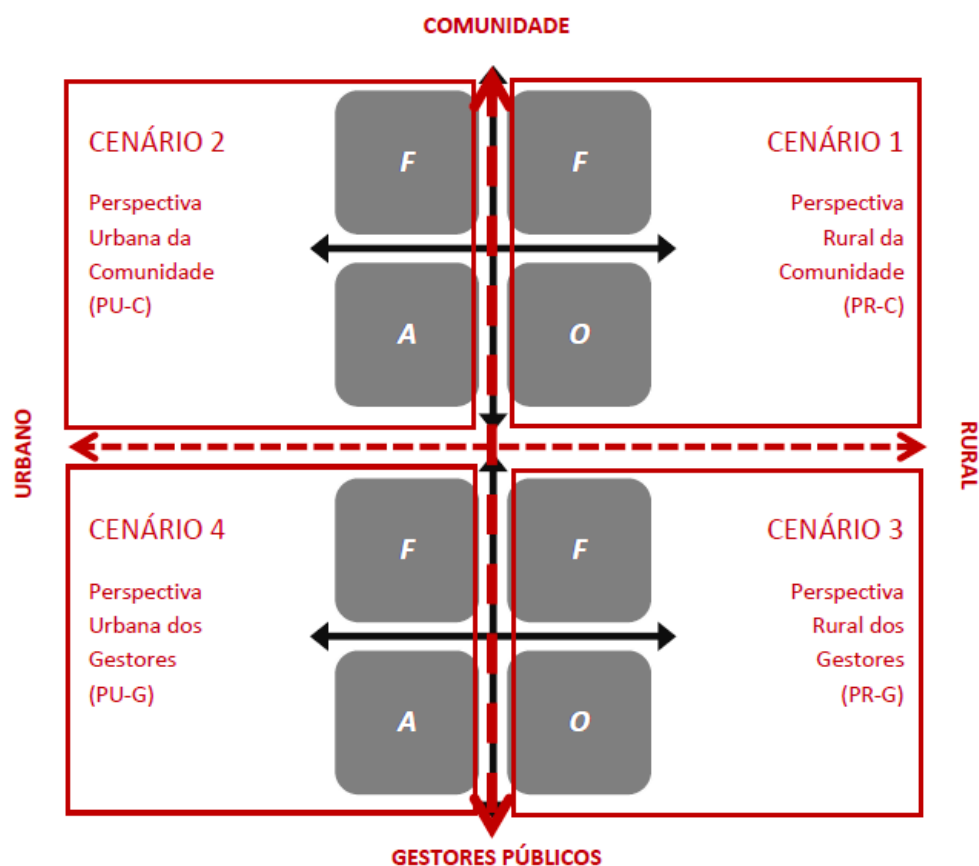 COMUNIDADE
CENÁRIO 2
Perspectiva
Urbana da
Comunidade
(PU-C)
F
F
A
O
CENÁRIO 1
Perspectiva
Rural da
Comunidade
(PR-C)
URBANO
RURAL
CENÁRIO 4
Perspectiva
Urbana dos
Gestores
(PU-G)
F
F
A
O
CENÁRIO 3
Perspectiva
Rural dos
Gestores
(PR-G)
GESTORES PÚBLICOS